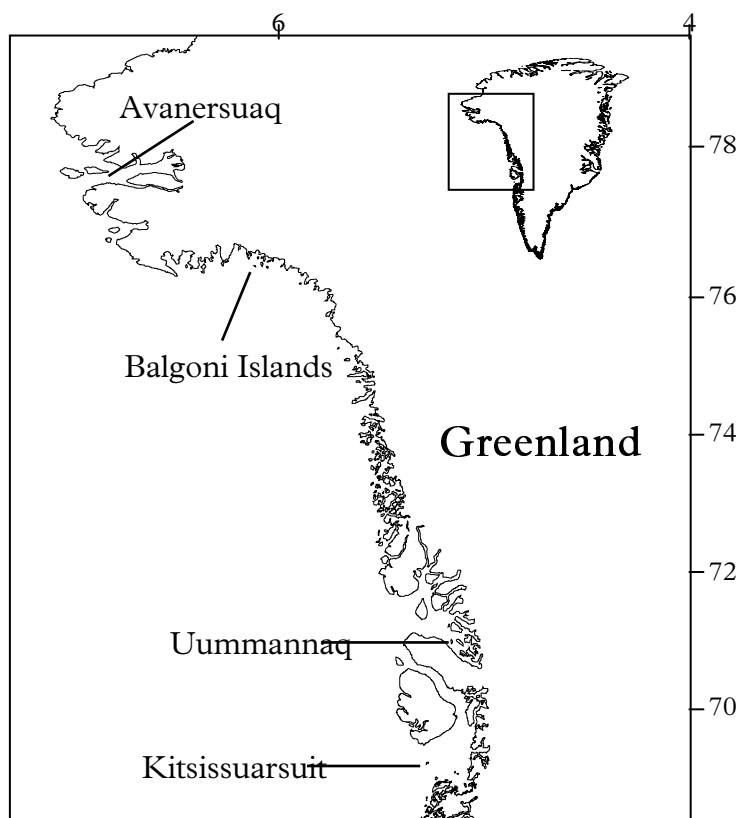 6
4
Avanersuaq
78
76
Balgoni Islands
74
Greenland
72
Uummannaq
70
Kitsissuarsuit